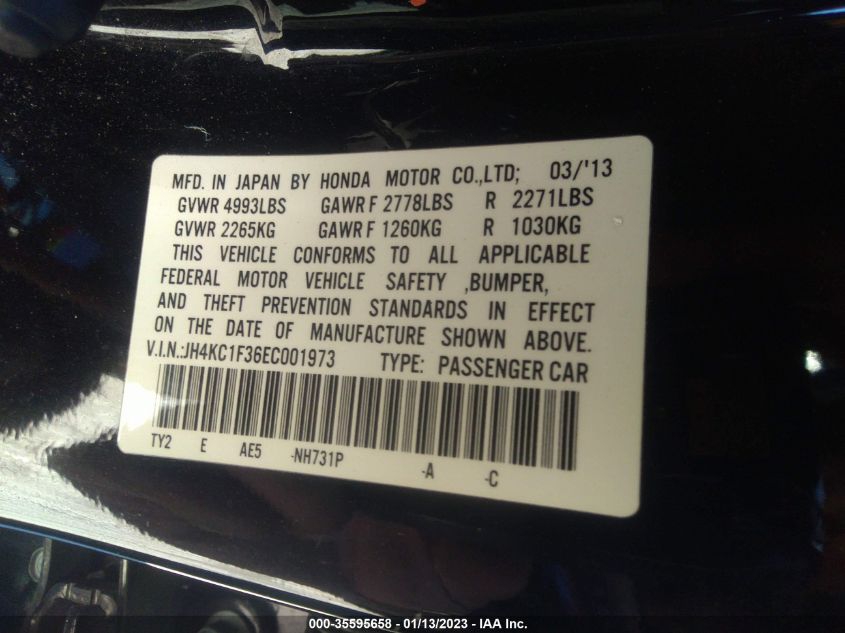 MFD. IN JAPAN BY HONDA MOTOR CO.,LTD; 03/'13
GVWR 4993LBS GAWR F 2778LBS R 2271LBS
GVWR 2265KG GAWR F 1260KG R 1030KG
THIS VEHICLE CONFORMS TO ALL APPLICABLE
FEDERAL MOTOR VEHICLE SAFETY ,BUMPER,
AND THEFT PREVENTION STANDARDS IN EFFECT
ON THE DATE OF MANUFACTURE SHOWN ABOVE.
V.I.N.:JH4KC1F36EC001973 TYPE: PASSENGER CAR
TY2 E AE5 -NH731P -A -C
000-35595658 - 01/13/2023 - IAAI Inc.